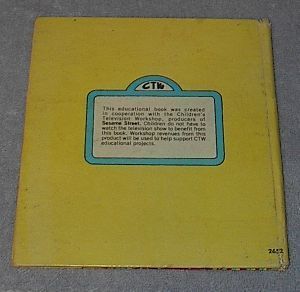 CTW
This educational book was created
in cooperation with the Children's
Television Workshop, producers of
Sesame Street. Children do not have to
watch the television show to benefit from
this book. Workshop revenues from this
product will be used to help support CTW
educational projects.